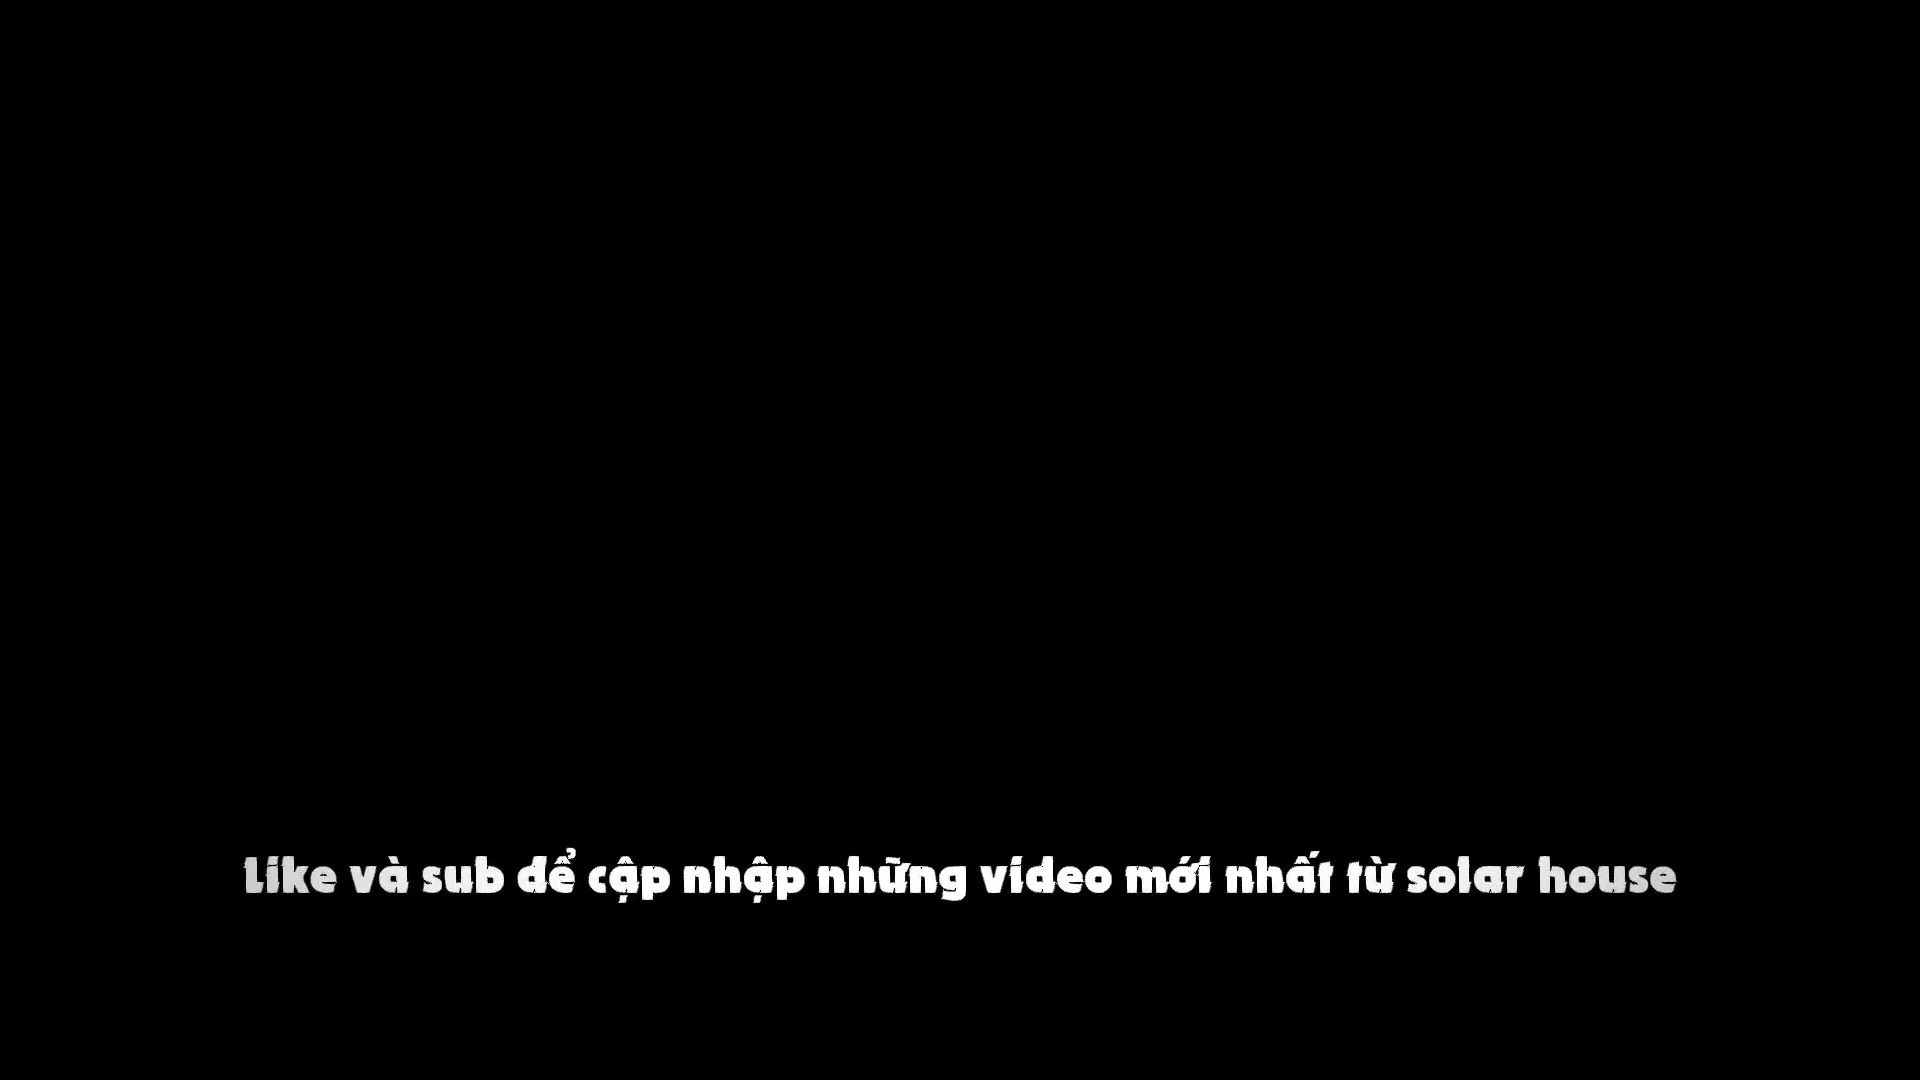 Like và sub để cập nhập những video mới nhất từ solar house